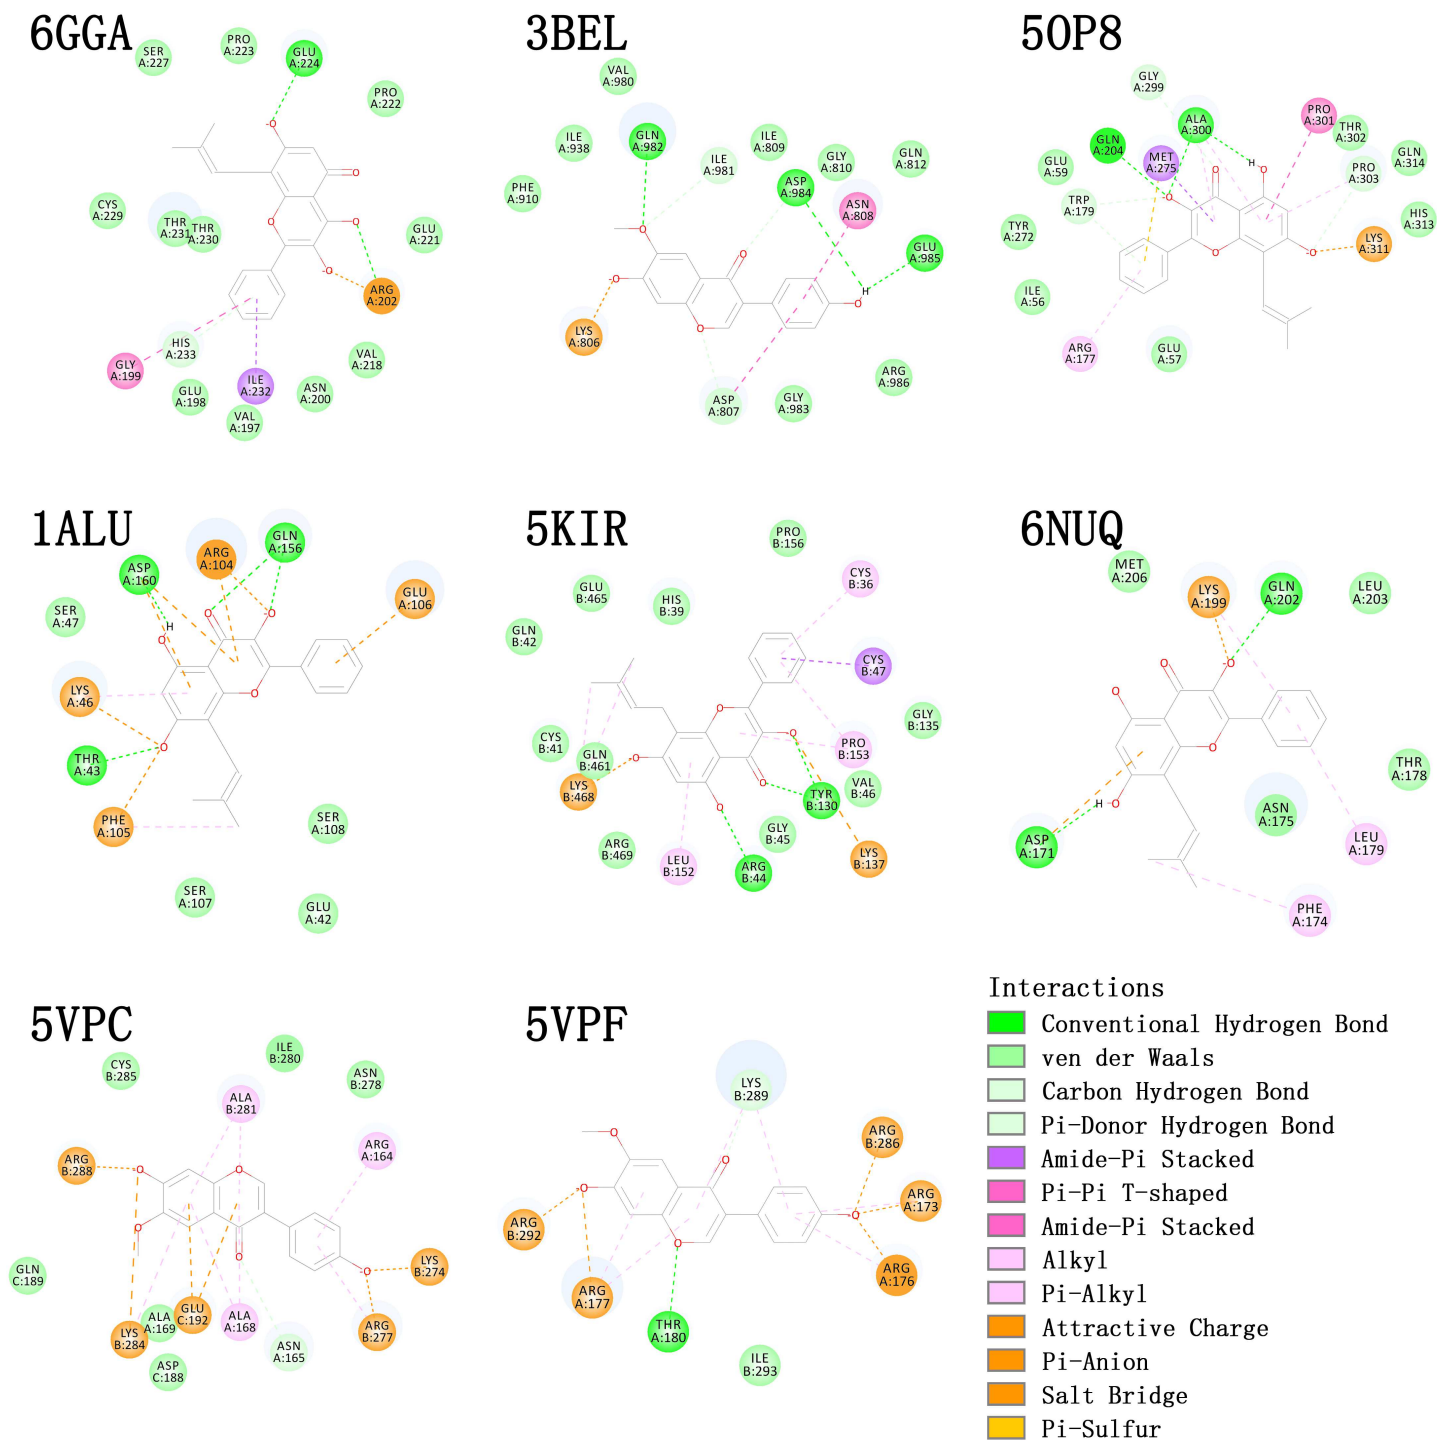 6GGA
SER
A:227
PRO
A:223
GLU
A:224
PRO
A:222
O
O
CYS
A:229
THR
A:231
THR
A:230
O
O
GLU
A:221
O
ARG
A:202
HIS
A:233
GLY
A:199
ILE
A:232
VAL
A:218
GLU
A:198
ASN
A:200
VAL
A:197
3BEL
VAL
A:980
ILE
A:938
GLN
A:982
ILE
A:981
ILE
A:809
GLY
A:810
GLN
A:812
PHE
A:910
ASP
A:984
ASN
A:808
O
O
GLU
A:985
O
H
O
LYS
A:806
O
ARG
A:986
ASP
A:807
GLY
A:983
5OP8
GLY
A:299
ALA
A:300
PRO
A:301
THR
A:302
GLN
A:204
MET
A:275
GLN
A:314
GLU
A:59
PRO
A:303
H
O
O
O
TRP
A:179
HIS
A:313
TYR
A:272
LYS
A:311
O
O
ILE
A:56
ARG
A:177
GLU
A:57
1ALU
ASP
A:160
ARG
A:104
GLN
A:156
GLU
A:106
SER
A:47
H
O
O
O
LYS
A:46
O
THR
A:43
O
PHE
A:105
SER
A:108
SER
A:107
GLU
A:42
5KIR
PRO
B:156
CYS
B:36
GLU
B:465
HIS
B:39
GLN
B:42
CYS
B:47
GLY
B:135
CYS
B:41
GLN
B:461
O
O
PRO
B:153
O
LYS
B:468
O
VAL
B:46
TYR
B:130
O
ARG
B:469
GLY
B:45
LEU
B:152
ARG
B:44
LYS
B:137
6NUQ
MET
A:206
LYS
A:199
GLN
A:202
LEU
A:203
O
O
O
O
THR
A:178
H
O
ASN
A:175
ASP
A:171
LEU
A:179
PHE
A:174
5VPC
CYS
B:285
ILE
B:280
ASN
B:278
ALA
B:281
ARG
A:164
ARG
B:288
O
O
O
O
GLN
C:189
O
LYS
B:274
LYS
B:284
ALA
A:169
GLU
C:192
ALA
A:168
ASN
A:165
ARG
B:277
ASP
C:188
5VPF
LYS
B:289
ARG
B:286
O
O
O
ARG
A:173
O
ARG
B:292
O
ARG
A:176
ARG
A:177
THR
A:180
ILE
B:293
Interactions
Conventional Hydrogen Bond
ven der Waals
Carbon Hydrogen Bond
Pi-Donor Hydrogen Bond
Amide-Pi Stacked
Pi-Pi T-shaped
Amide-Pi Stacked
Alkyl
Pi-Alkyl
Attractive Charge
Pi-Anion
Salt Bridge
Pi-Sulfur